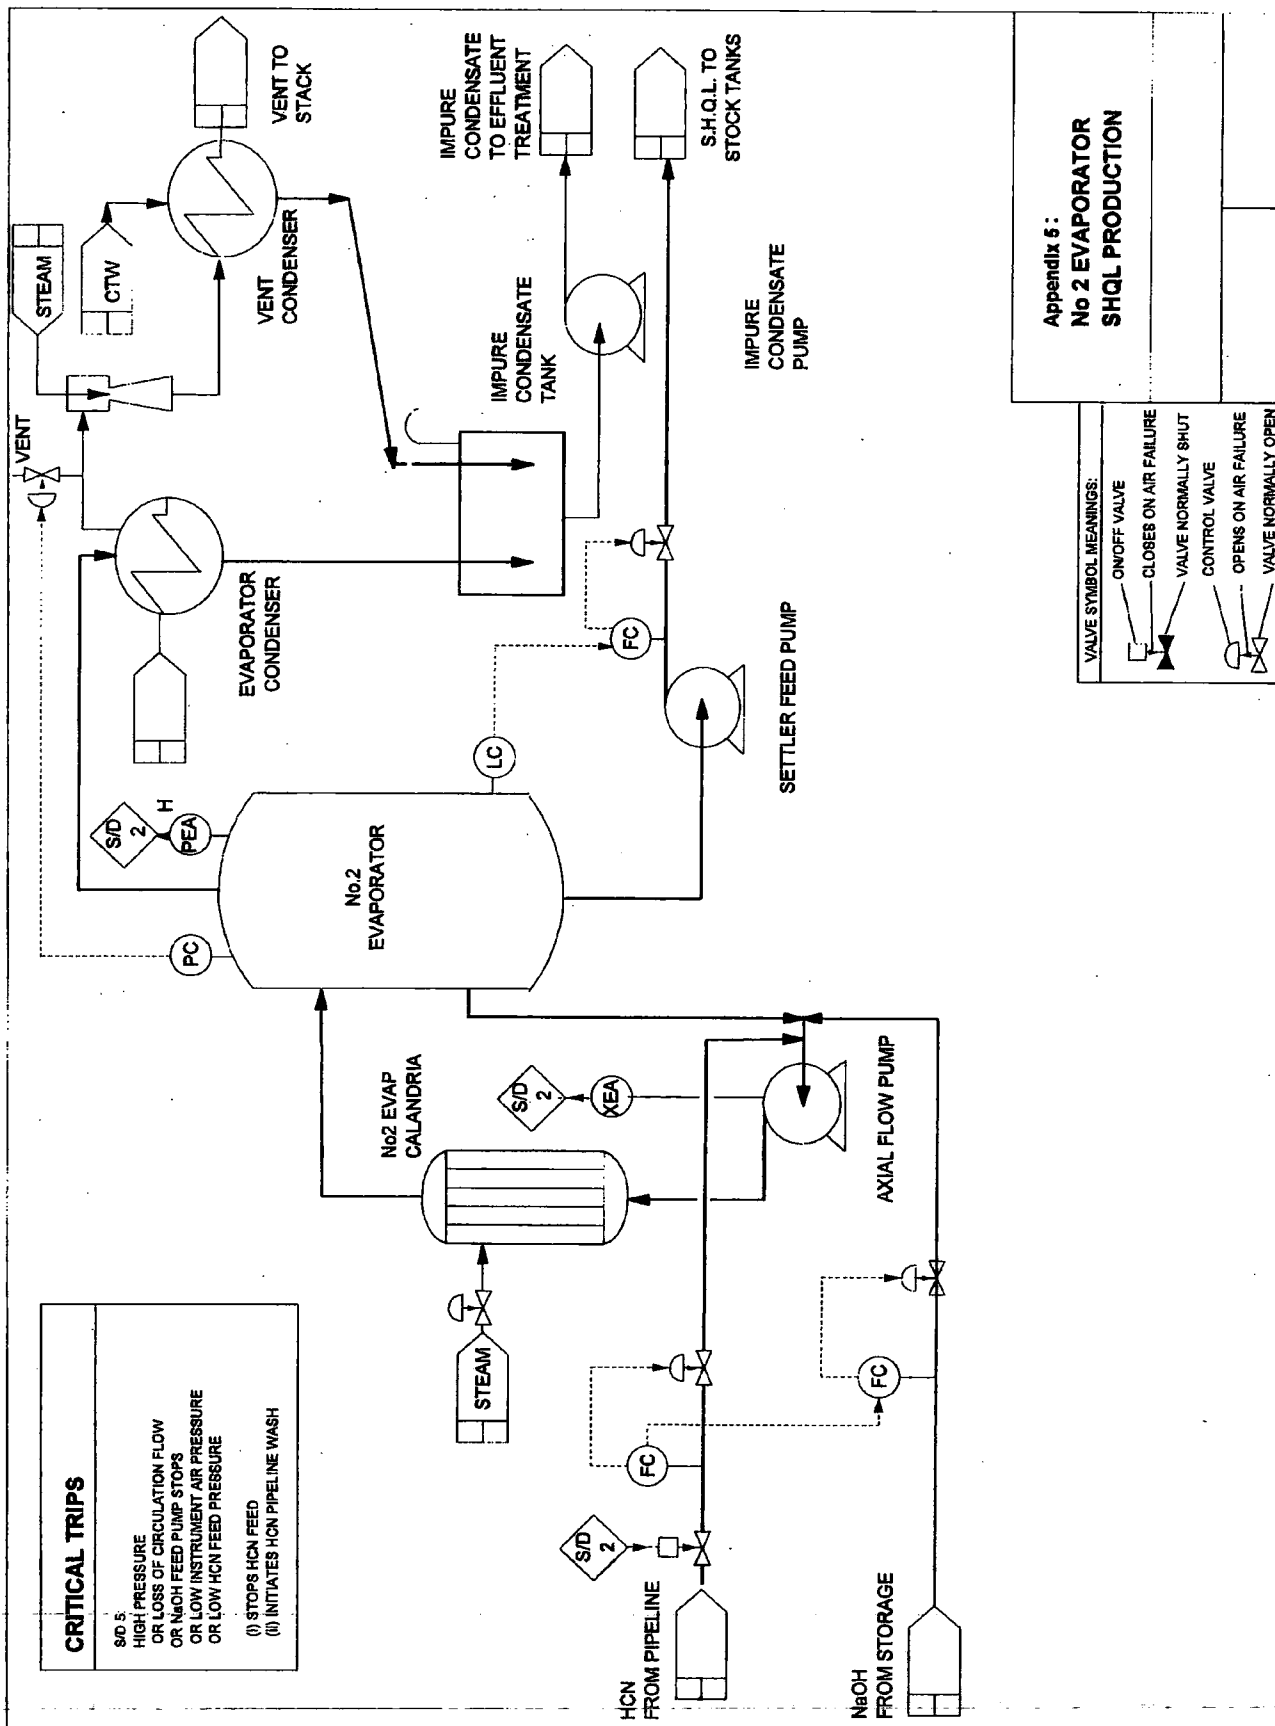 CRITICAL TRIPS
S/D 5:
HIGH PRESSURE
OR LOSS OF CIRCULATION FLOW
OR NaOH FEED PUMP STOPS
OR LOW INSTRUMENT AIR PRESSURE
OR LOW HCN FEED PRESSURE
(i) STOPS HCN FEED
(ii) INITIATES HCN PIPELINE WASH
HCN
FROM PIPELINE
NaOH
FROM STORAGE
S/D
2
FC
FC
STEAM
No2 EVAP
CALANDRIA
S/D
2
XEA
AXIAL FLOW PUMP
PC
S/D
2
H
PEA
No.2
EVAPORATOR
LC
SETTLER FEED PUMP
FC
EVAPORATOR
CONDENSER
VENT
STEAM
CTW
VENT
CONDENSER
VENT TO
STACK
IMPURE
CONDENSATE
TANK
IMPURE
CONDENSATE
PUMP
IMPURE
CONDENSATE
TO EFFLUENT
TREATMENT
S.H.Q.L. TO
STOCK TANKS
VALVE SYMBOL MEANINGS:
ON/OFF VALVE
CLOSES ON AIR FAILURE
VALVE NORMALLY SHUT
CONTROL VALVE
OPENS ON AIR FAILURE
VALVE NORMALLY OPEN
Appendix 5 :
No 2 EVAPORATOR
SHQL PRODUCTION